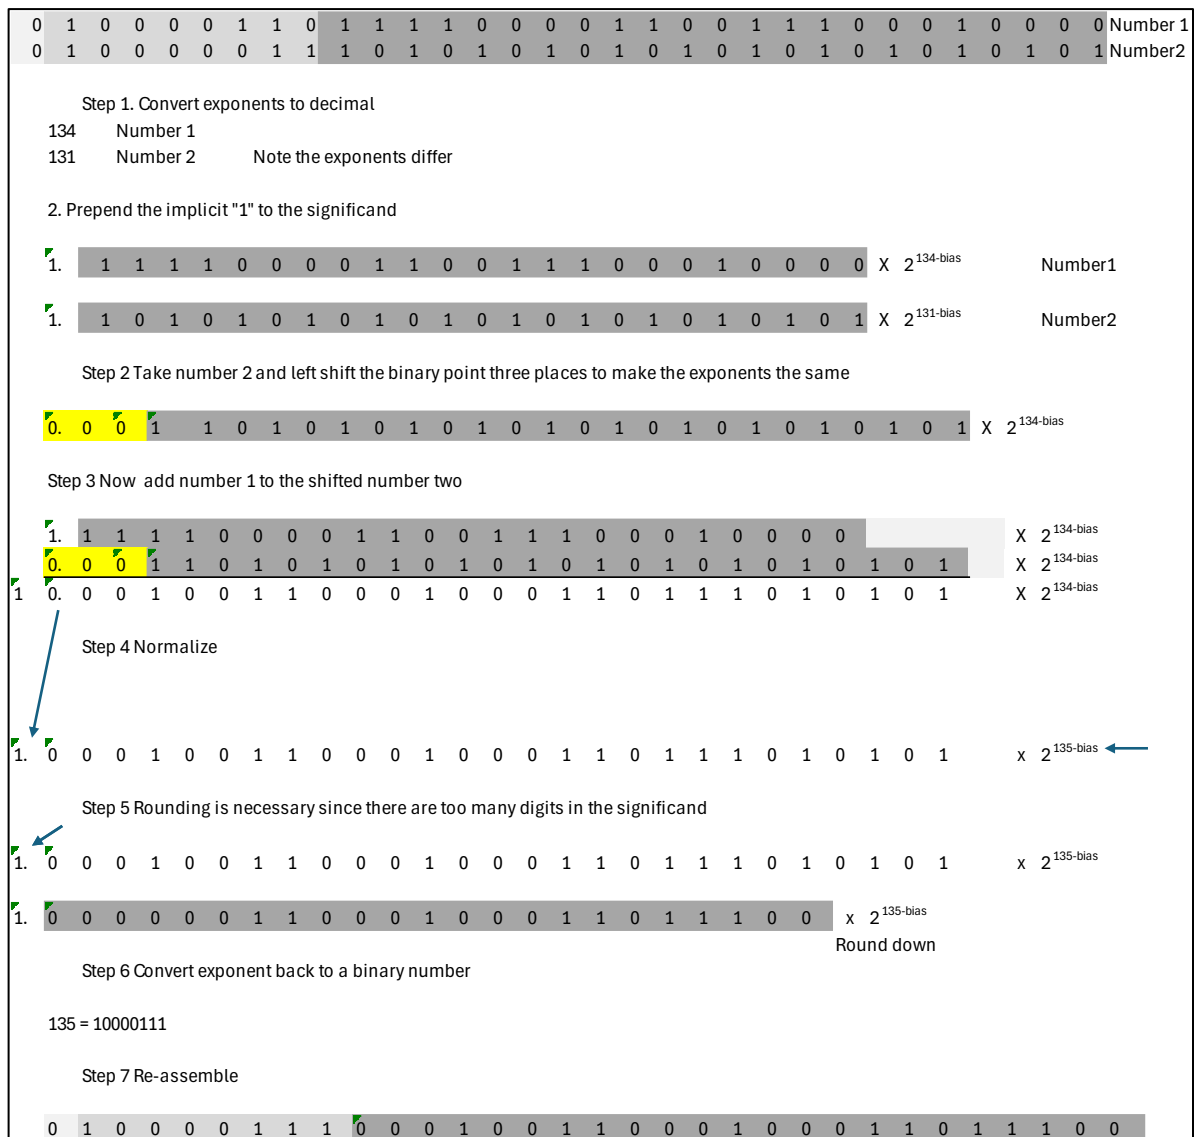 0 1 0 0 0 0 1 1 0 1 1 1 1 0 0 0 0 1 1 0 0 1 1 1 0 0 0 1 0 0 0 0 Number 1
0 1 0 0 0 0 0 1 1 1 0 1 0 1 0 1 0 1 0 1 0 1 0 1 0 1 0 1 0 1 0 1 Number2
Step 1. Convert exponents to decimal
134 Number 1
131 Number 2 Note the exponents differ
2. Prepend the implicit "1" to the significand
1. 1 1 1 1 0 0 0 0 1 1 0 0 1 1 1 0 0 0 1 0 0 0 0 X 2^134-bias Number1
1. 1 0 1 0 1 0 1 0 1 0 1 0 1 0 1 0 1 0 1 0 1 0 1 X 2^131-bias Number2
Step 2 Take number 2 and left shift the binary point three places to make the exponents the same
0. 0 0 1 1 0 1 0 1 0 1 0 1 0 1 0 1 0 1 0 1 0 1 0 1 0 1 X 2^134-bias
Step 3 Now add number 1 to the shifted number two
1. 1 1 1 1 0 0 0 0 1 1 0 0 1 1 1 0 0 0 1 0 0 0 0 X 2^134-bias
0. 0 0 1 1 0 1 0 1 0 1 0 1 0 1 0 1 0 1 0 1 0 1 0 1 0 1 X 2^134-bias
1 0. 0 0 1 0 0 1 1 0 0 0 1 0 0 0 1 1 0 1 1 1 0 1 0 1 0 1 X 2^134-bias
Step 4 Normalize
1. 0 0 0 1 0 0 1 1 0 0 0 1 0 0 0 1 1 0 1 1 1 0 1 0 1 0 1 x 2^135-bias
Step 5 Rounding is necessary since there are too many digits in the significand
1. 0 0 0 1 0 0 1 1 0 0 0 1 0 0 0 1 1 0 1 1 1 0 1 0 1 0 1 x 2^135-bias
1. 0 0 0 0 0 0 1 1 0 0 0 1 0 0 0 1 1 0 1 1 1 0 0 x 2^135-bias
Round down
Step 6 Convert exponent back to a binary number
135 = 10000111
Step 7 Re-assemble
0 1 0 0 0 0 1 1 1 0 0 0 1 0 0 1 1 0 0 0 1 0 0 0 1 1 0 1 1 1 0 0